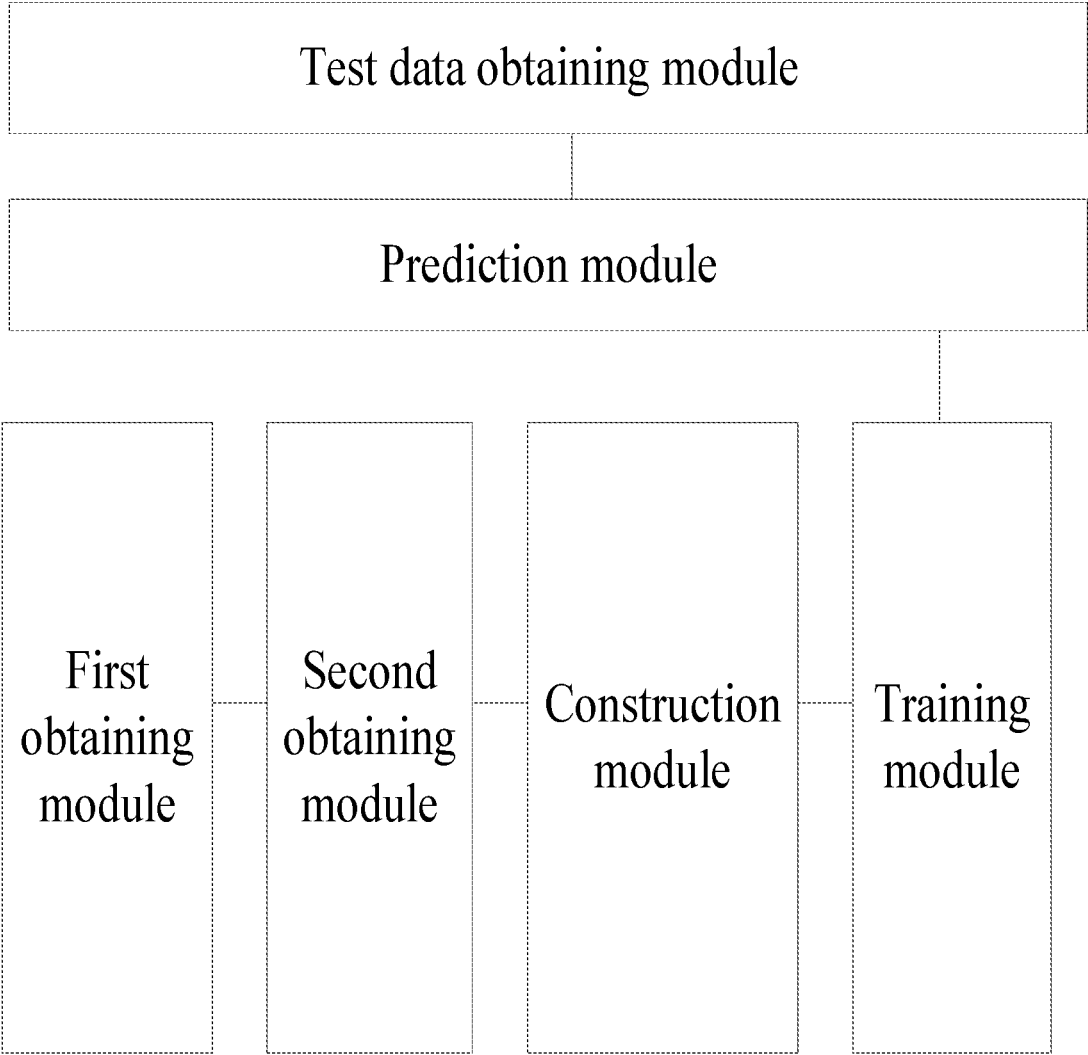 Test data obtaining module
Prediction module
First
obtaining
module
Second
obtaining
module
Construction
module
Training
module